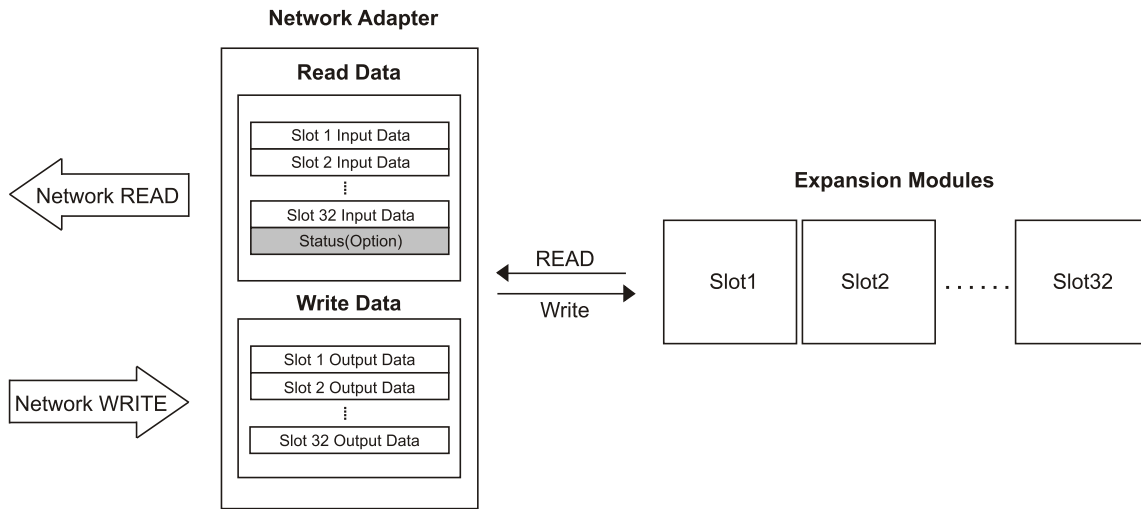 Network Adapter
Read Data
Slot 1 Input Data
Slot 2 Input Data
Slot 32 Input Data
Status(Option)
Write Data
Slot 1 Output Data
Slot 2 Output Data
Slot 32 Output Data
Network READ
Network WRITE
READ
Write
Expansion Modules
Slot1
Slot2
......
Slot32